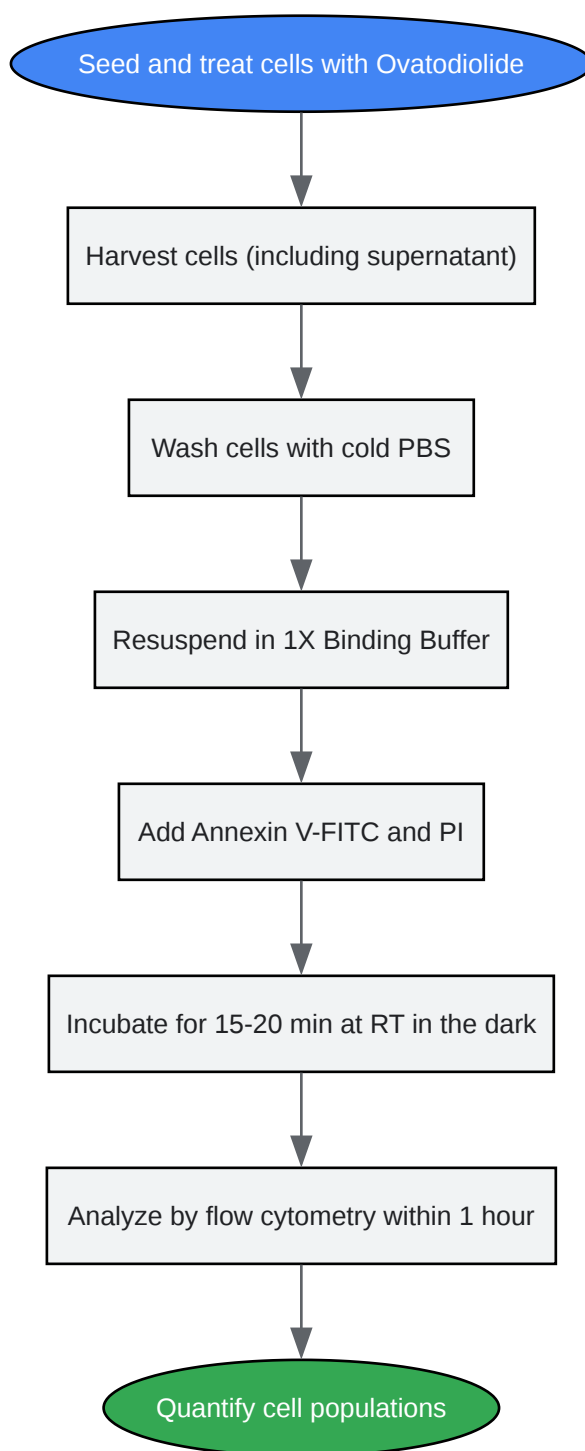 Seed and treat cells with Ovatodiolide
Harvest cells (including supernatant)
Wash cells with cold PBS
Resuspend in 1X Binding Buffer
Add Annexin V-FITC and PI
Incubate for 15-20 min at RT in the dark
Analyze by flow cytometry within 1 hour
Quantify cell populations